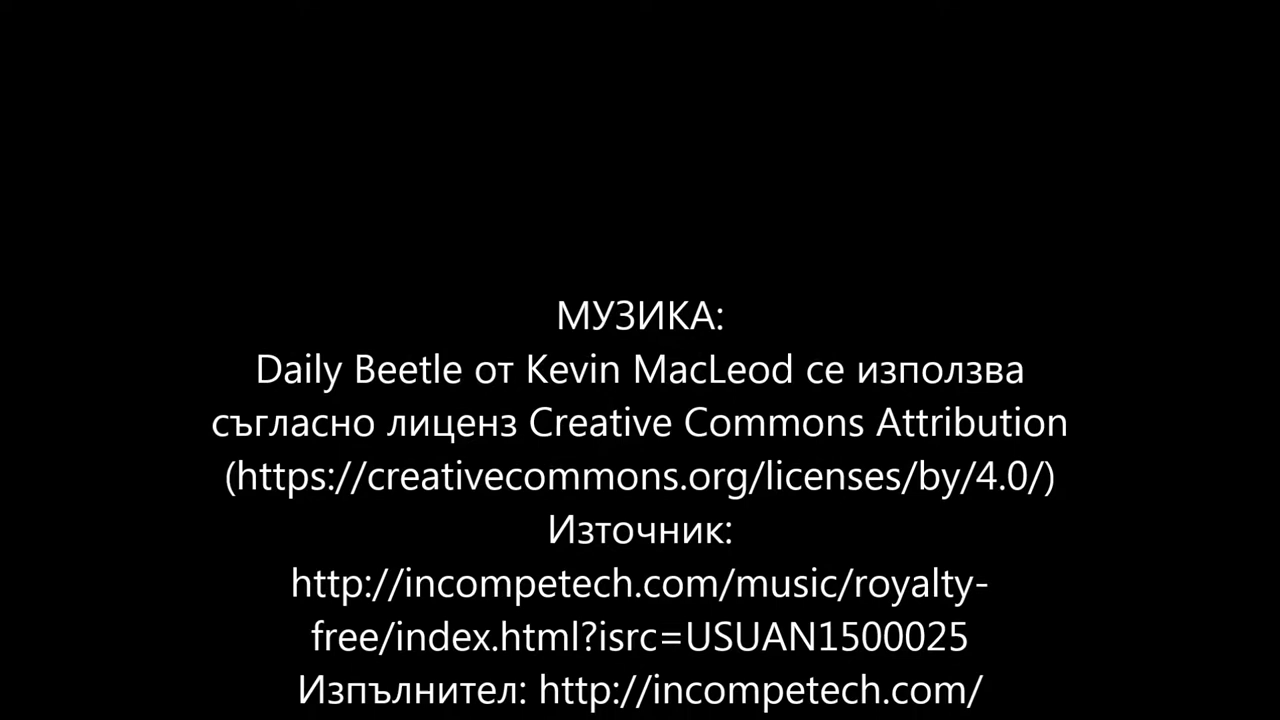 МУЗИКА:
Daily Beetle от Kevin MacLeod се използва
съгласно лиценз Creative Commons Attribution
(https://creativecommons.org/licenses/by/4.0/)
Източник:
http://incompetech.com/music/royalty-
free/index.html?isrc=USUAN1500025
Изпълнител: http://incompetech.com/